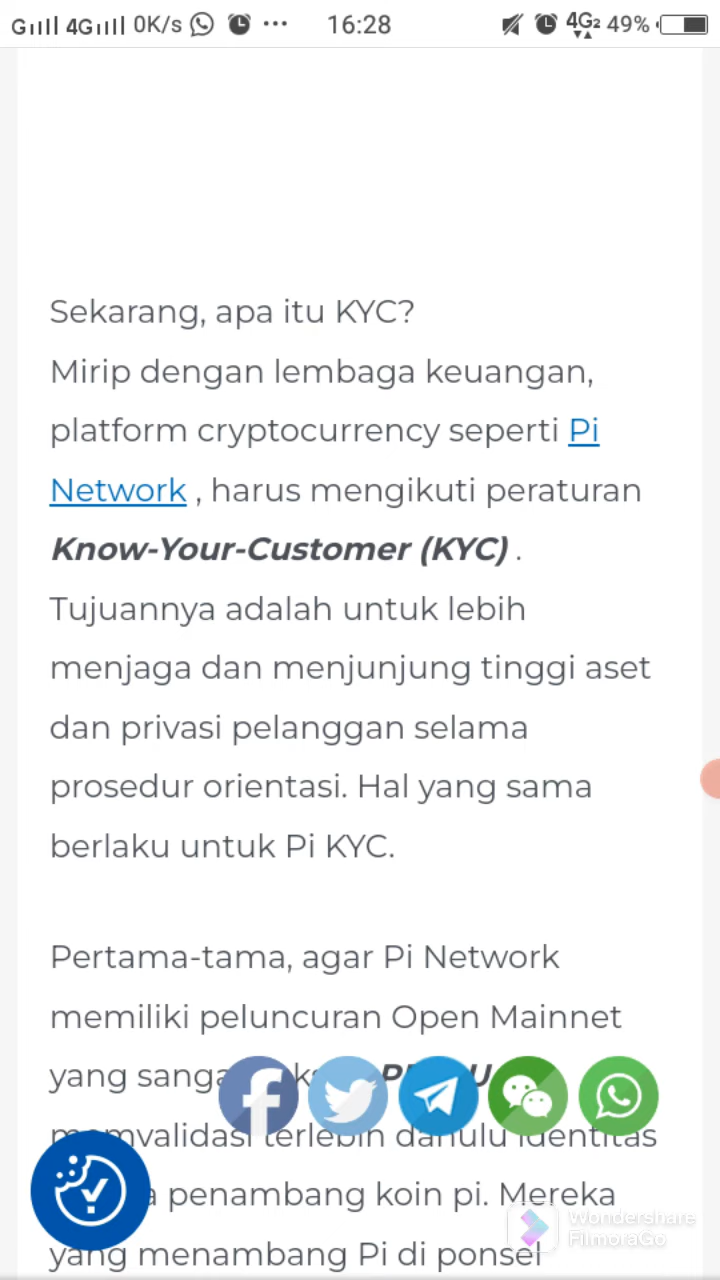 G 4G 0K/s ··· 16:28 4G2 49%
Sekarang, apa itu KYC?
Mirip dengan lembaga keuangan,
platform cryptocurrency seperti Pi
Network , harus mengikuti peraturan
Know-Your-Customer (KYC) .
Tujuannya adalah untuk lebih
menjaga dan menjunjung tinggi aset
dan privasi pelanggan selama
prosedur orientasi. Hal yang sama
berlaku untuk Pi KYC.
Pertama-tama, agar Pi Network
memiliki peluncuran Open Mainnet
yang
memvalidasi terlebih dahulu identitas
penambang koin pi. Mereka
yang menambang Pi di ponsel
Wondershare
FilmoraGo